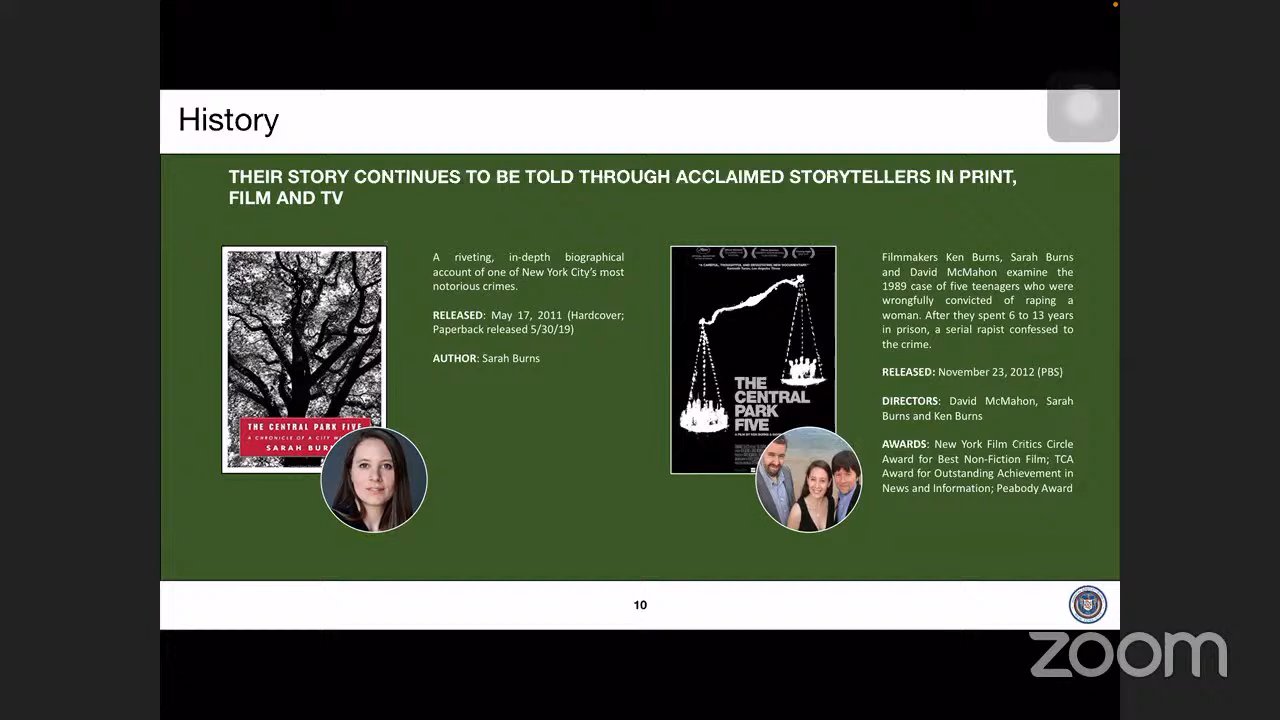 History
THEIR STORY CONTINUES TO BE TOLD THROUGH ACCLAIMED STORYTELLERS IN PRINT,
FILM AND TV
THE CENTRAL PARK FIVE
A CHRONICLE OF A CITY
SARAH
A riveting, in-depth biographical
account of one of New York City's most
notorious crimes.
RELEASED: May 17, 2011 (Hardcover;
Paperback released 5/30/19)
AUTHOR: Sarah Burns
THE
CENTRAL
PARK
FIVE
Filmmakers Ken Burns, Sarah Burns
and David McMahon examine the
1989 case of five teenagers who were
wrongfully convicted of raping a
woman. After they spent 6 to 13 years
in prison, a serial rapist confessed to
the crime.
RELEASED: November 23, 2012 (PBS)
DIRECTORS: David McMahon, Sarah
Burns and Ken Burns
AWARDS: New York Film Critics Circle
Award for Best Non-Fiction Film; TCA
Award for Outstanding Achievement in
News and Information; Peabody Award
10
zoom